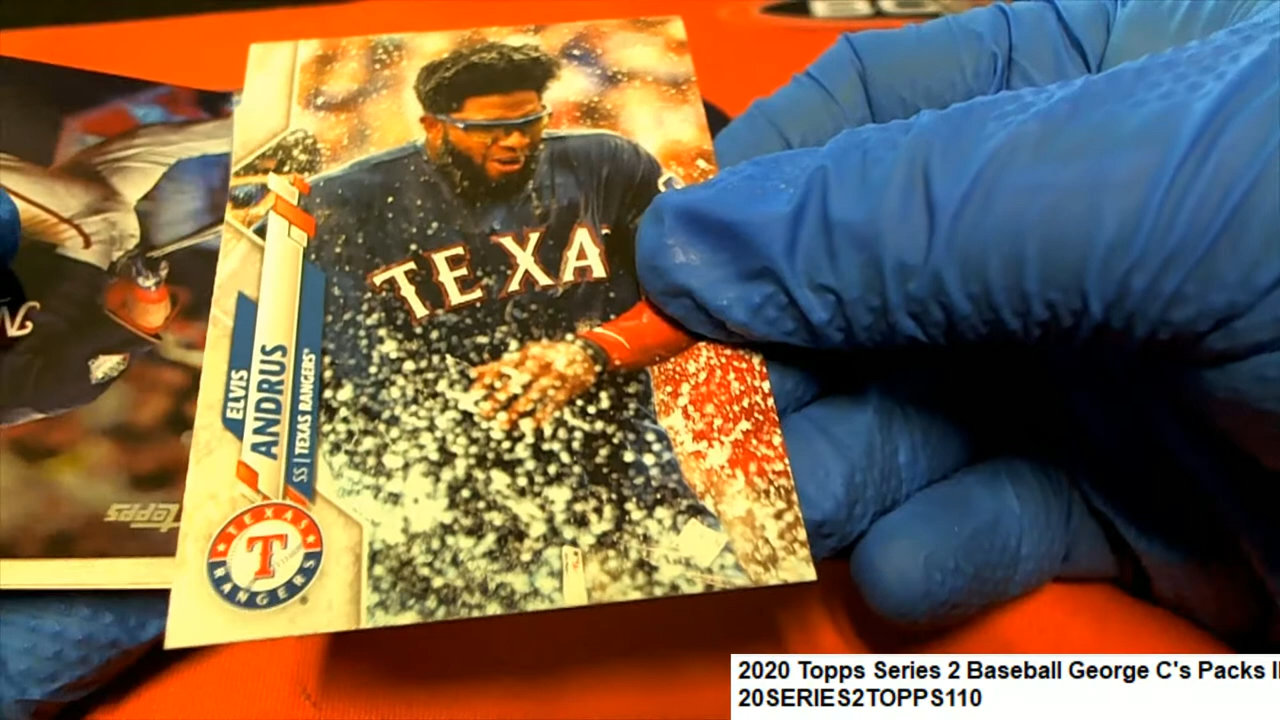 TEXA
ELVIS
ANDRUS
SS | TEXAS RANGERS
TEXAS
T
RANGERS
Topps
2020 Topps Series 2 Baseball George C's Packs
20SERIES2TOPPS110